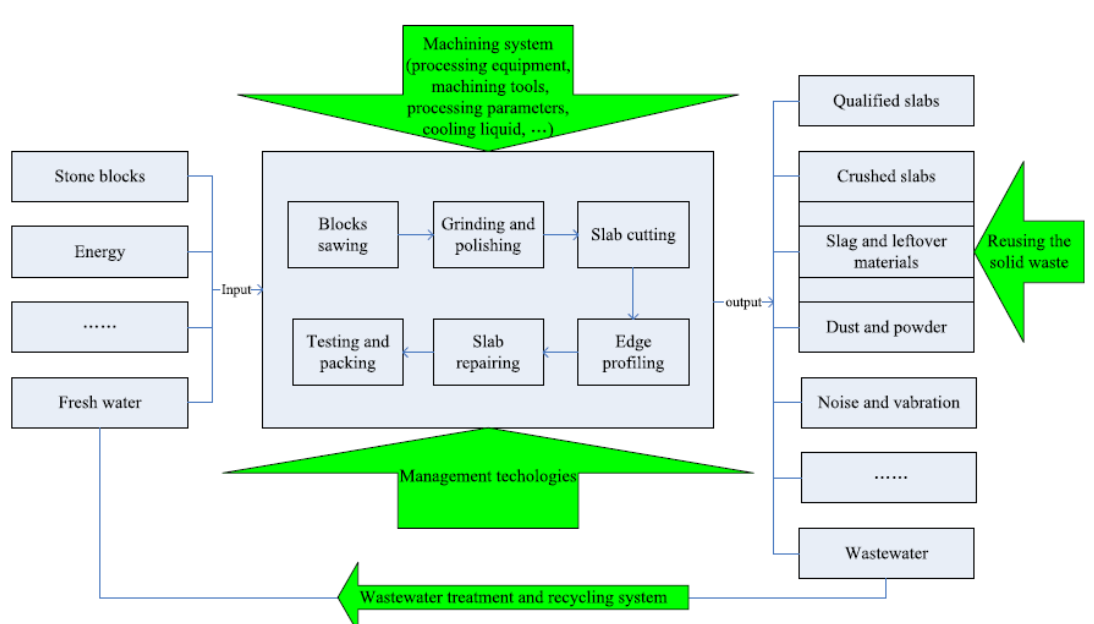 Machining system
(processing equipment,
machining tools,
processing parameters,
cooling liquid, ...)
Stone blocks
Energy
......
Fresh water
Input
Blocks
sawing
Grinding and
polishing
Slab cutting
Testing and
packing
Slab
repairing
Edge
profiling
output
Qualified slabs
Crushed slabs
Slag and leftover
materials
Dust and powder
Noise and vabration
......
Wastewater
Reusing the
solid waste
Management techologies
Wastewater treatment and recycling system